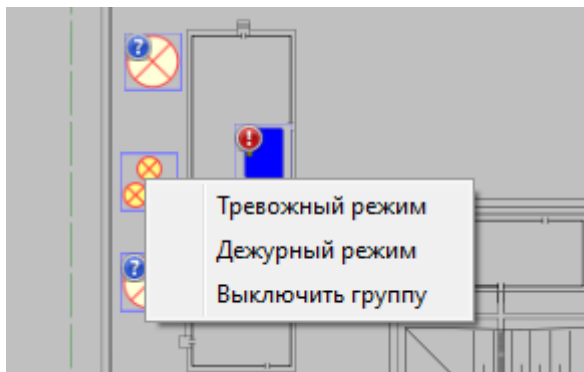 Тревожный режим
Дежурный режим
Выключить группу